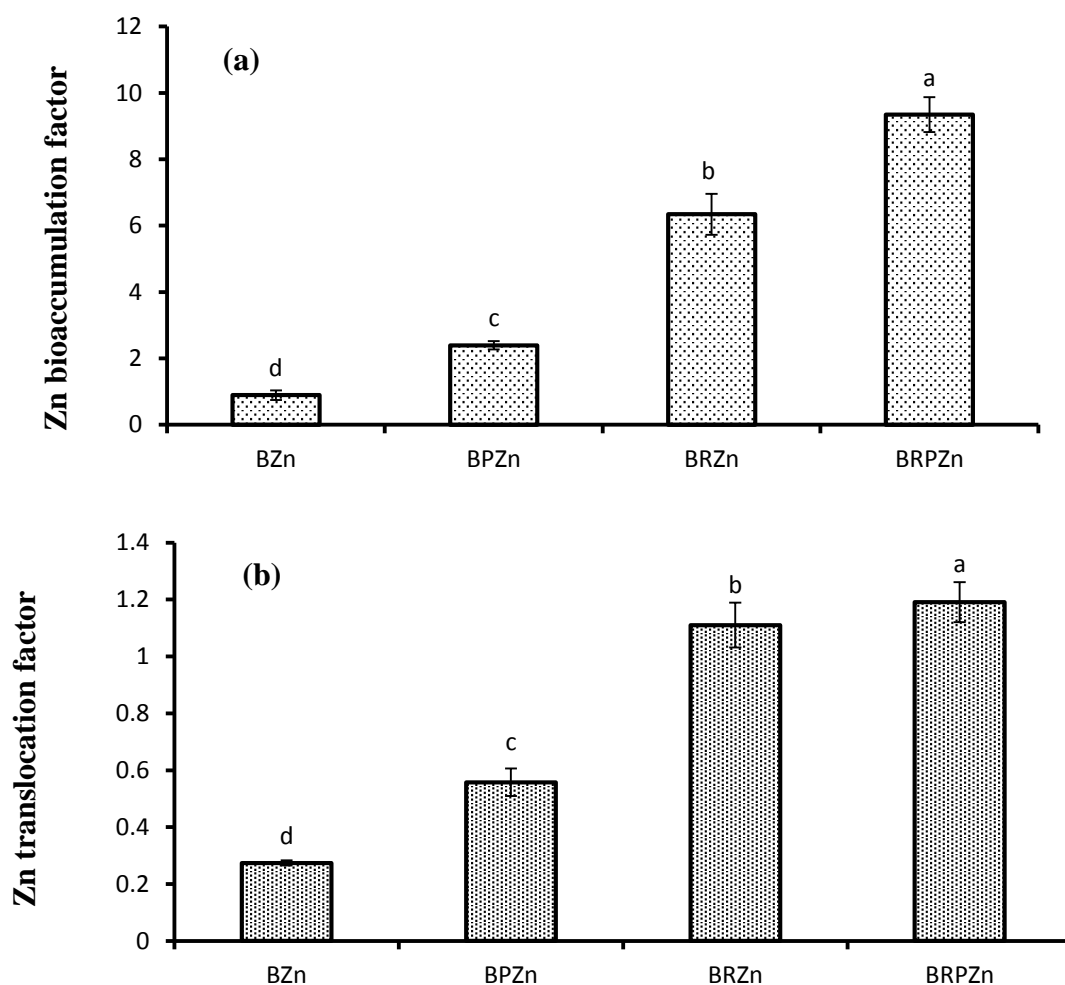 12
10
8
6
4
2
0
Zn bioaccumulation factor
(a)
d
c
b
a
BZn BPZn BRZn BRPZn
1.4
1.2
1
0.8
0.6
0.4
0.2
0
Zn translocation factor
(b)
d
c
b
a
BZn BPZn BRZn BRPZn